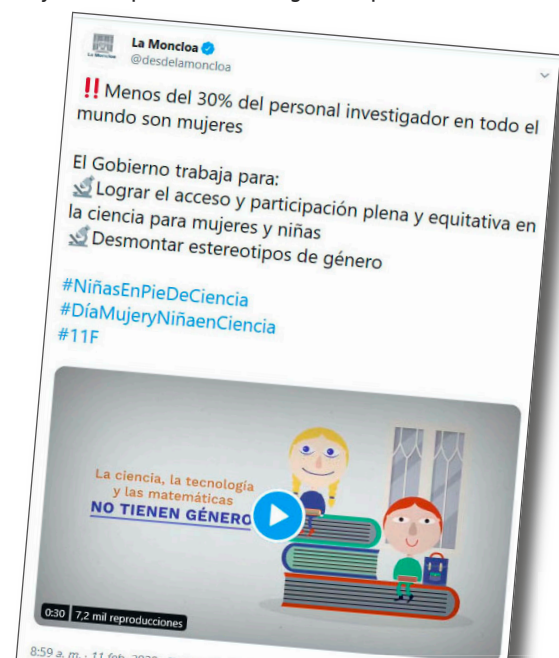 La Moncloa
@desdelamoncloa
‼️Menos del 30% del personal investigador en todo el
mundo son mujeres
El Gobierno trabaja para:
🔬Lograr el acceso y participación plena y equitativa en
la ciencia para mujeres y niñas
🔬Desmontar estereotipos de género
#NiñasEnPieDeCiencia
#DíaMujeryNiñaenCiencia
#11F
La ciencia, la tecnología
y las matemáticas
NO TIENEN GÉNERO
0:30 7,2 mil reproducciones
8:59 a. m. · 11 feb.